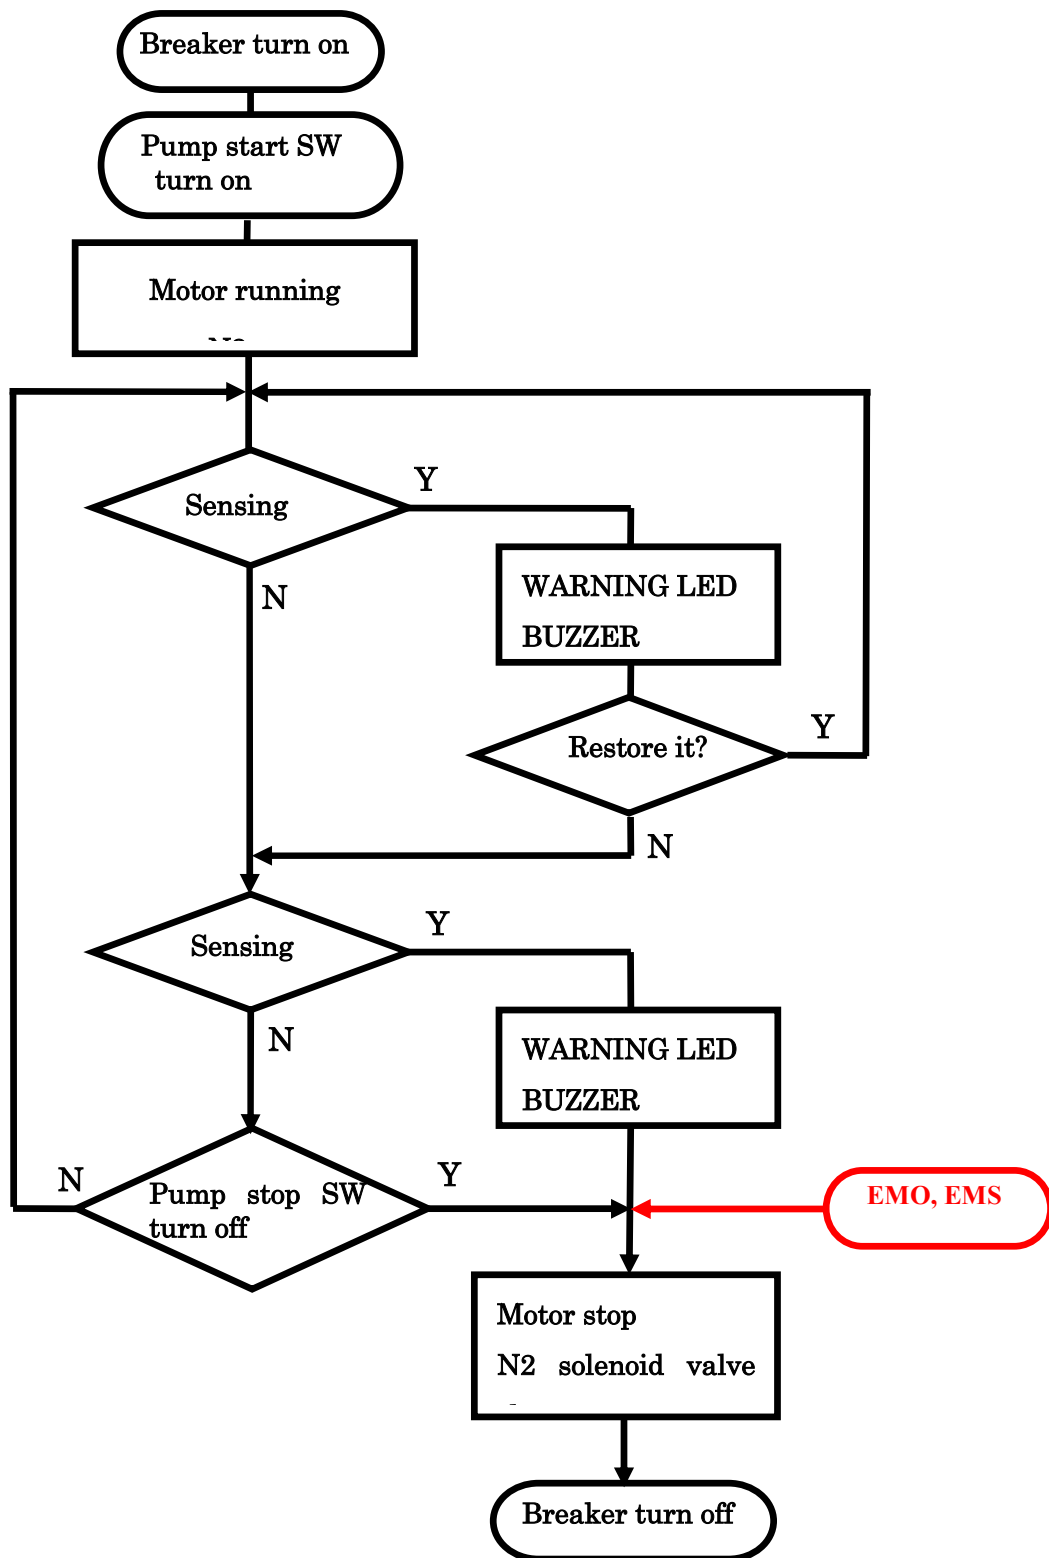 Breaker turn on
Pump start SW
turn on
Motor running
Sensing
Y
N
WARNING LED
BUZZER
Restore it?
Y
N
Sensing
Y
N
WARNING LED
BUZZER
Pump stop SW
turn off
N
Y
EMO, EMS
Motor stop
N2 solenoid valve
Breaker turn off